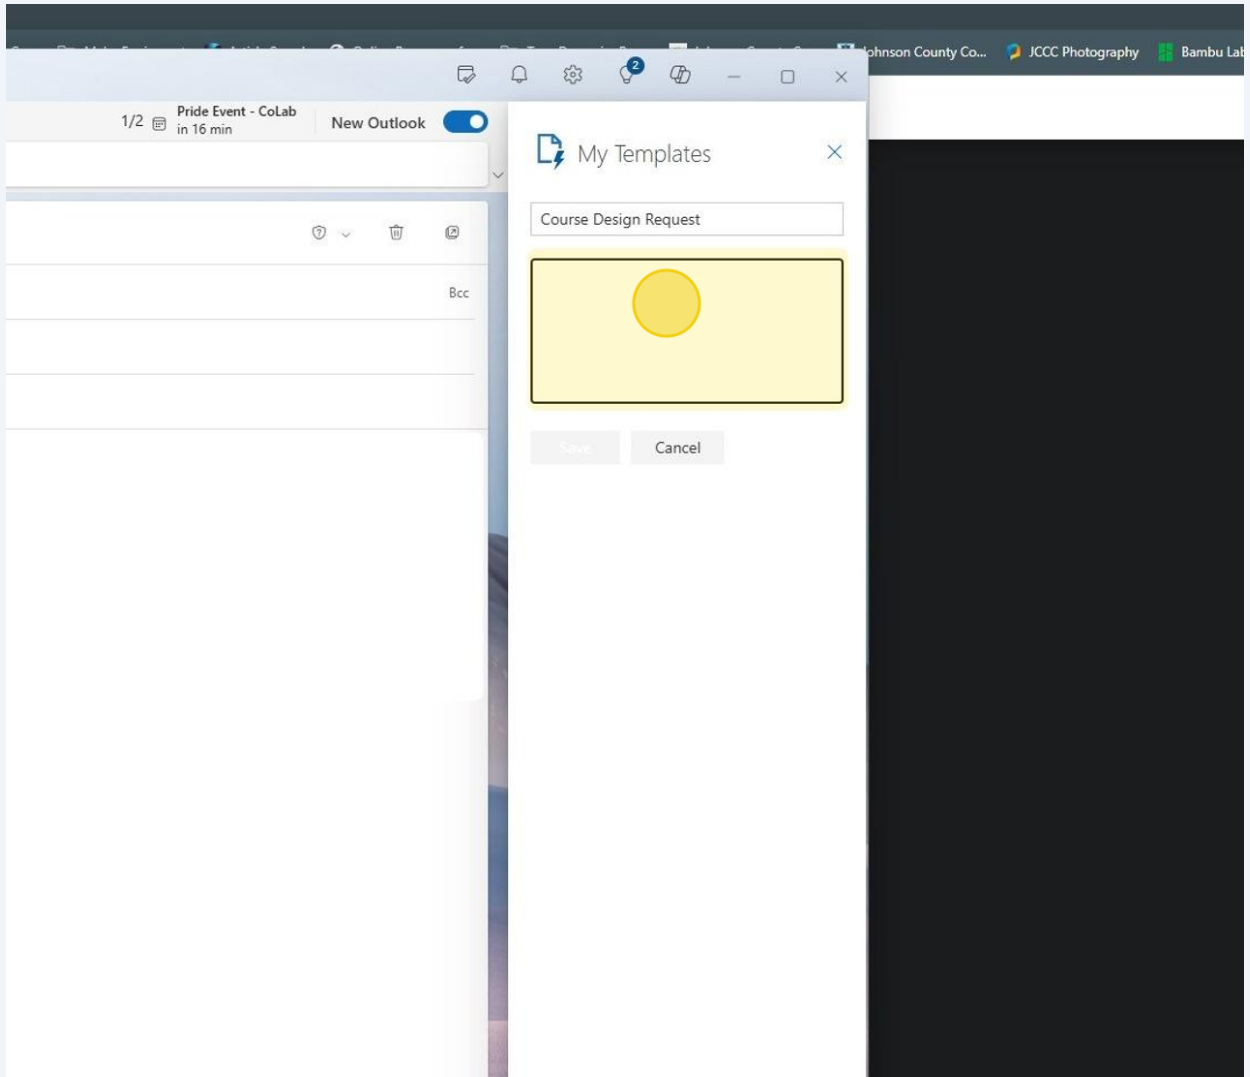 Johnson County Co... JCCC Photography Bambu Lab
2
1/2 Pride Event - CoLab
in 16 min
New Outlook
My Templates
Course Design Request
Bcc
Save Cancel